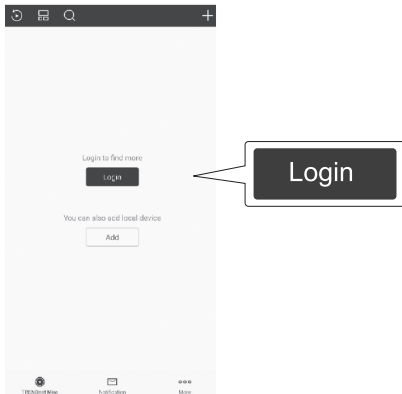 Login to find more
Login
Login
You can also add local device
Add
Notification
More